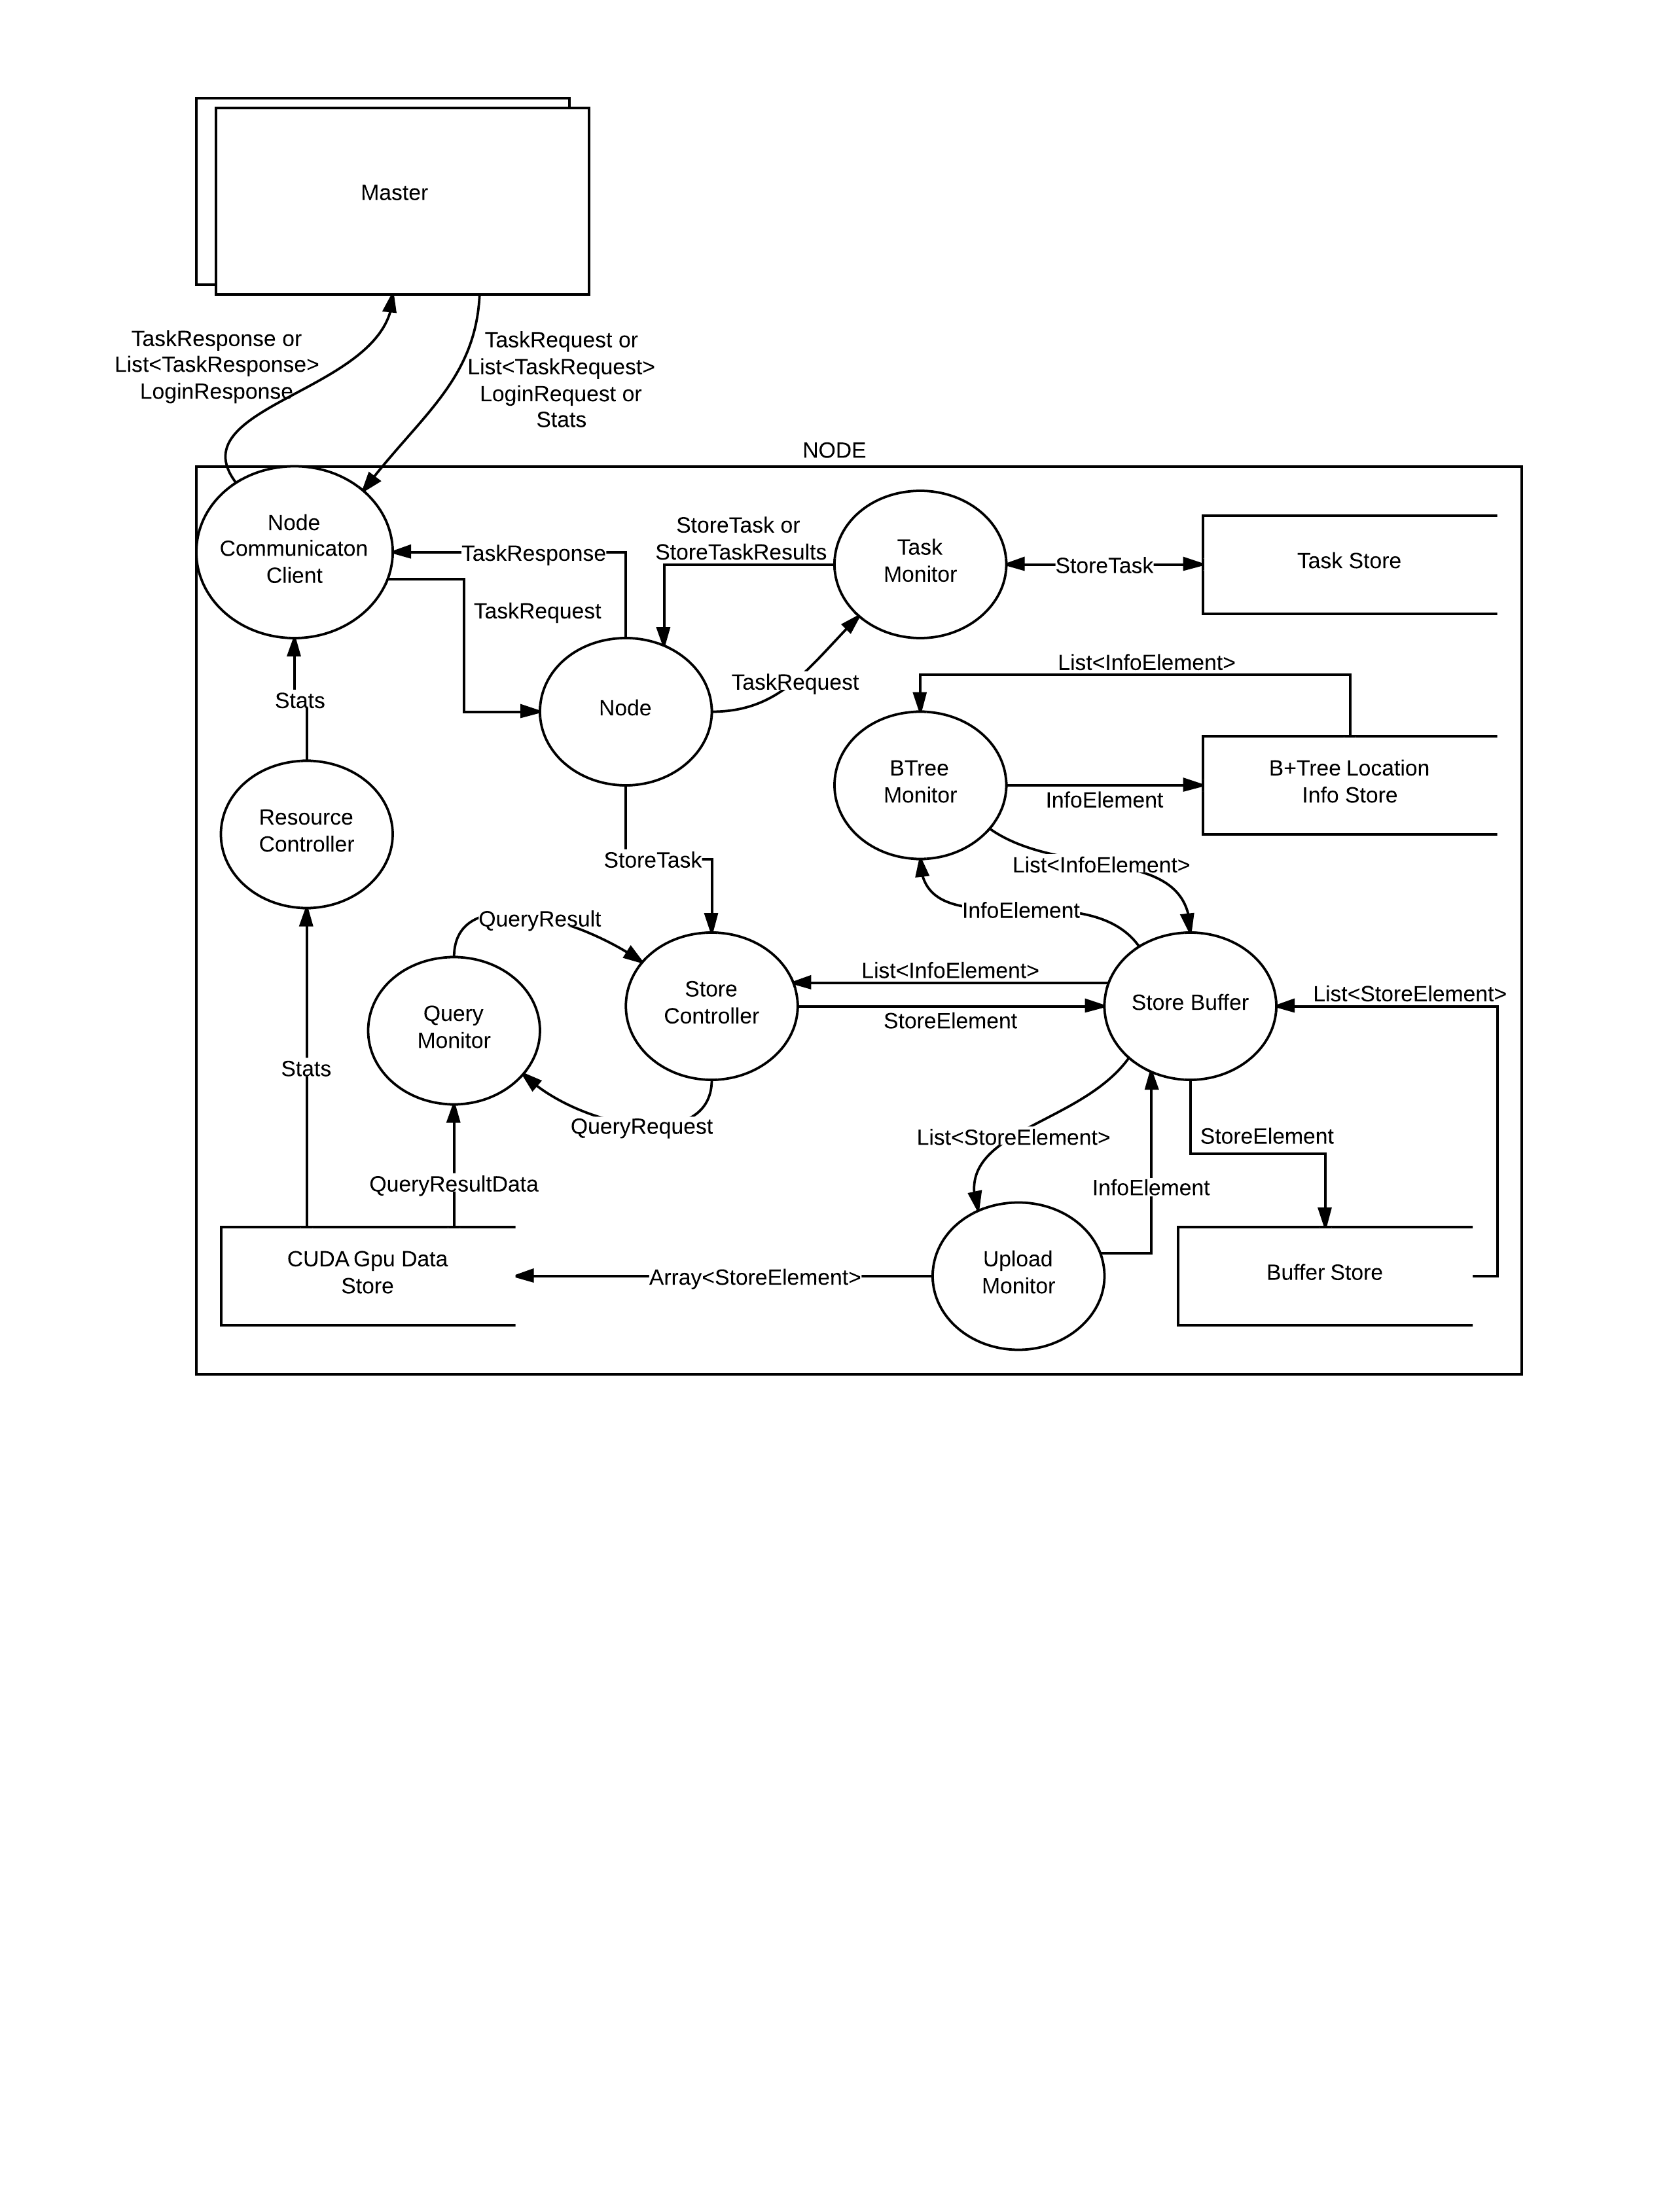 Master
TaskResponse or
List<TaskResponse>
LoginResponse
TaskRequest or
List<TaskRequest>
LoginRequest or
Stats
NODE
Node
Communicaton
Client
TaskResponse
TaskRequest
StoreTask or
StoreTaskResults
Task
Monitor
StoreTask
Task Store
Stats
Node
TaskRequest
List<InfoElement>
BTree
Monitor
InfoElement
B+Tree Location
Info Store
Resource
Controller
StoreTask
List<InfoElement>
InfoElement
QueryResult
Query
Monitor
Store
Controller
List<InfoElement>
StoreElement
Store Buffer
List<StoreElement>
Stats
QueryRequest
List<StoreElement>
StoreElement
QueryResultData
InfoElement
CUDA Gpu Data
Store
Array<StoreElement>
Upload
Monitor
Buffer Store